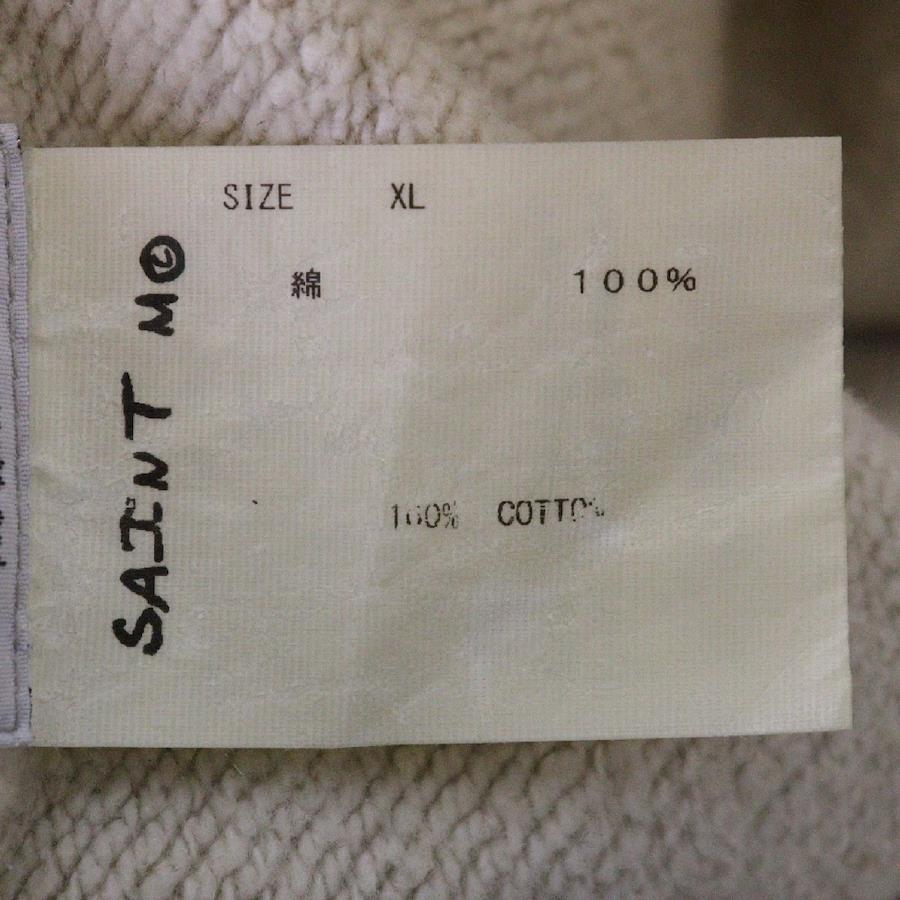 SIZE XL
綿 100%
100% COTTON
SAINT M